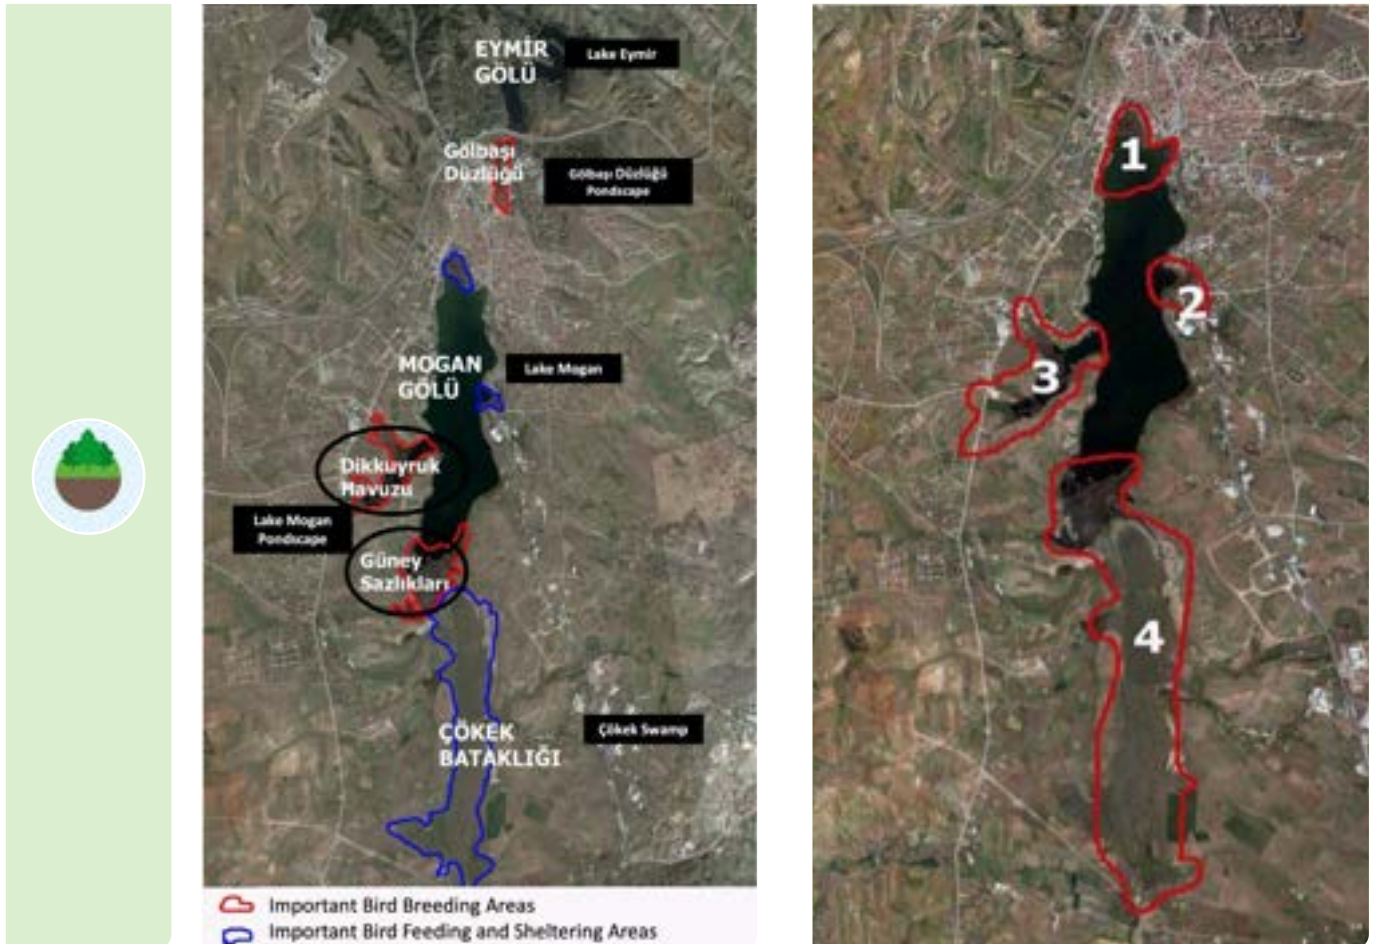 EYMİR
GÖLÜ
Lake Eymir
Gölbaşı
Düzlüğü
Gölbaşı Düzlüğü
Pondscape
MOGAN
GÖLÜ
Lake Mogan
Dikkuyruk
Havuzu
Lake Mogan
Pondscape
Güney
Sazlıkları
ÇÖKEK
BATAKLIĞI
Çökek Swamp
Important Bird Breeding Areas
Important Bird Feeding and Sheltering Areas
1
2
3
4